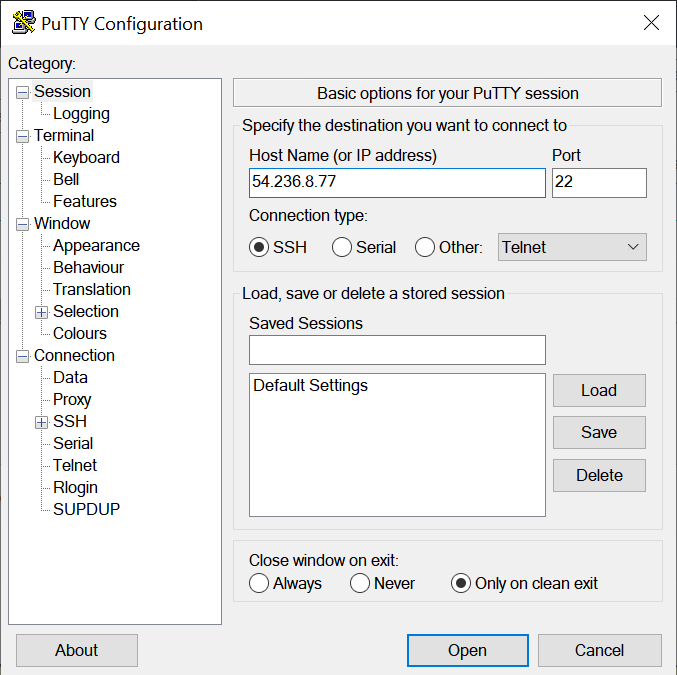 PuTTY Configuration
Category:
Session
Logging
Terminal
Keyboard
Bell
Features
Window
Appearance
Behaviour
Translation
Selection
Colours
Connection
Data
Proxy
SSH
Serial
Telnet
Rlogin
SUPDUP
Basic options for your PuTTY session
Specify the destination you want to connect to
Host Name (or IP address) Port
54.236.8.77 22
Connection type:
SSH Serial Other: Telnet
Load, save or delete a stored session
Saved Sessions
Default Settings
Load
Save
Delete
Close window on exit:
Always Never Only on clean exit
About Open Cancel